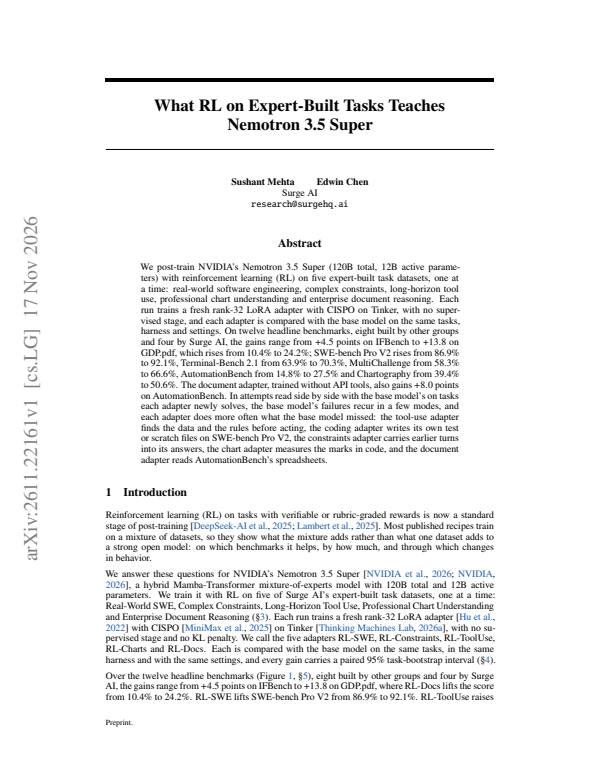 arXiv:2611.22161v1 [cs.LG] 17 Nov 2026
What RL on Expert-Built Tasks Teaches
Nemotron 3.5 Super
Sushant Mehta Edwin Chen
Surge AI
research@surgehq.ai
Abstract
We post-train NVIDIA's Nemotron 3.5 Super (120B total, 12B active parame-
ters) with reinforcement learning (RL) on five expert-built task datasets, one at
a time: real-world software engineering, complex constraints, long-horizon tool
use, professional chart understanding and enterprise document reasoning. Each
run trains a fresh rank-32 LoRA adapter with CISPO on Tinker, with no super-
vised stage, and each adapter is compared with the base model on the same tasks,
harness and settings. On twelve headline benchmarks, eight built by other groups
and four by Surge AI, the gains range from +4.5 points on IFBench to +13.8 on
GDP.pdf, which rises from 10.4% to 24.2%; SWE-bench Pro V2 rises from 86.9%
to 92.1%, Terminal-Bench 2.1 from 63.9% to 70.3%, MultiChallenge from 58.3%
to 66.6%, AutomationBench from 14.8% to 27.5% and Chartography from 39.4%
to 50.6%. The document adapter, trained without API tools, also gains +8.0 points
on AutomationBench. In attempts read side by side with the base model's on tasks
each adapter newly solves, the base model's failures recur in a few modes, and
each adapter does more often what the base model missed: the tool-use adapter
finds the data and the rules before acting, the coding adapter writes its own test
or scratch files on SWE-bench Pro V2, the constraints adapter carries earlier turns
into its answers, the chart adapter measures the marks in code, and the document
adapter reads AutomationBench's spreadsheets.
1 Introduction
Reinforcement learning (RL) on tasks with verifiable or rubric-graded rewards is now a standard
stage of post-training [DeepSeek-AI et al., 2025; Lambert et al., 2025]. Most published recipes train
on a mixture of datasets, so they show what the mixture adds rather than what one dataset adds to
a strong open model: on which benchmarks it helps, by how much, and through which changes
in behavior.
We answer these questions for NVIDIA's Nemotron 3.5 Super [NVIDIA et al., 2026; NVIDIA,
2026], a hybrid Mamba-Transformer mixture-of-experts model with 120B total and 12B active
parameters. We train it with RL on five of Surge AI's expert-built task datasets, one at a time:
Real-World SWE, Complex Constraints, Long-Horizon Tool Use, Professional Chart Understanding
and Enterprise Document Reasoning (§3). Each run trains a fresh rank-32 LoRA adapter [Hu et al.,
2022] with CISPO [MiniMax et al., 2025] on Tinker [Thinking Machines Lab, 2026a], with no su-
pervised stage and no KL penalty. We call the five adapters RL-SWE, RL-Constraints, RL-ToolUse,
RL-Charts and RL-Docs. Each is compared with the base model on the same tasks, in the same
harness and with the same settings, and every gain carries a paired 95% task-bootstrap interval (§4).
Over the twelve headline benchmarks (Figure 1, §5), eight built by other groups and four by Surge
AI, the gains range from +4.5 points on IFBench to +13.8 on GDP.pdf, where RL-Docs lifts the score
from 10.4% to 24.2%. RL-SWE lifts SWE-bench Pro V2 from 86.9% to 92.1%. RL-ToolUse raises
Preprint.